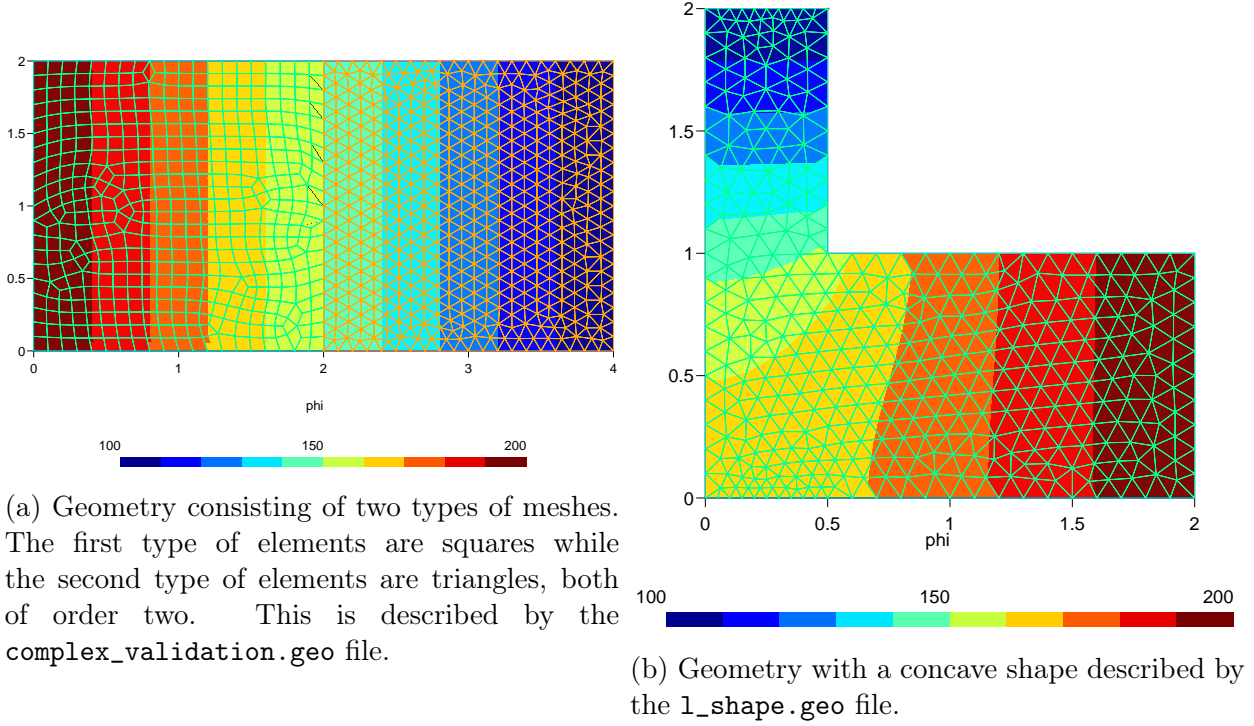 2
1.5
1
0.5
0
0 1 2 3 4
phi
100 150 200
(a) Geometry consisting of two types of meshes.
The first type of elements are squares while
the second type of elements are triangles, both
of order two. This is described by the
complex_validation.geo file.
2
1.5
1
0.5
0
0 0.5 1 1.5 2
phi
100 150 200
(b) Geometry with a concave shape described by
the l_shape.geo file.